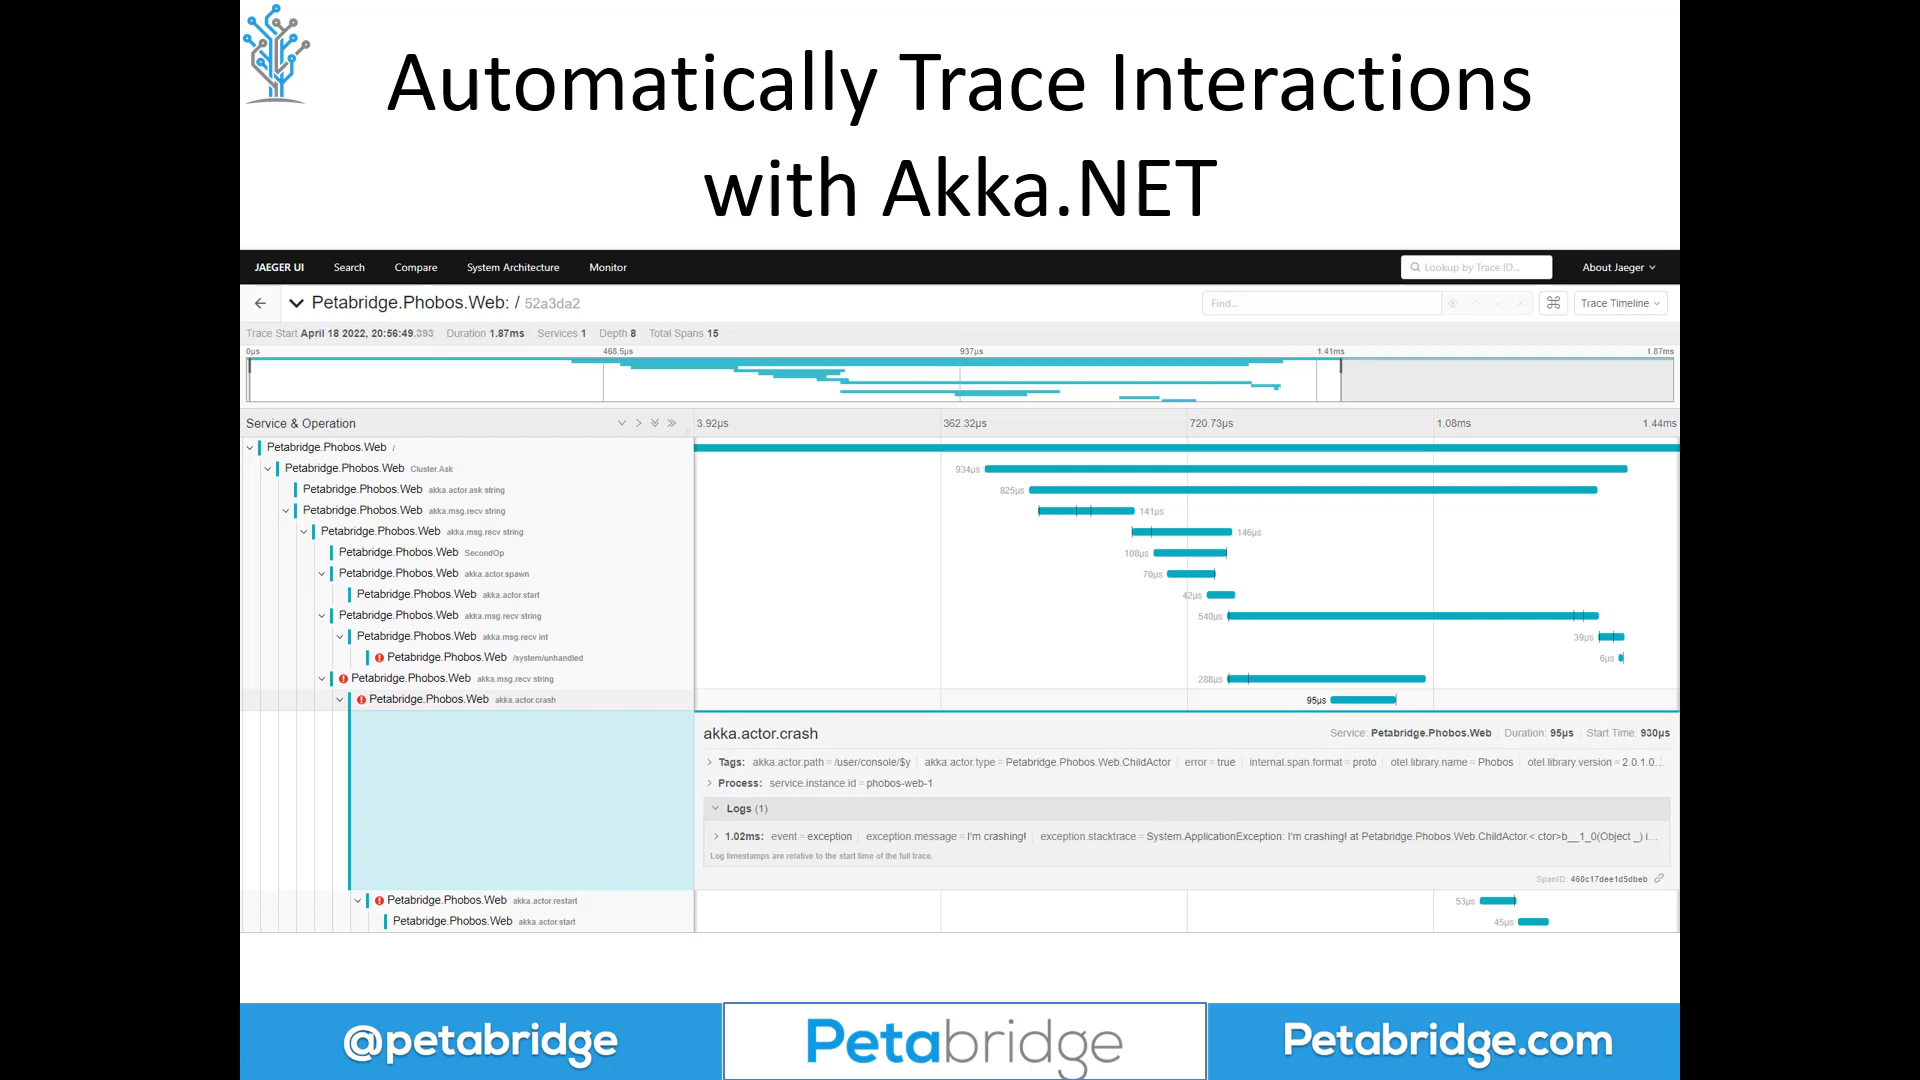 Automatically Trace Interactions
with Akka.NET
JAEGER UI Search Compare System Architecture Monitor Lookup by Trace ID... About Jaeger
Petabridge.Phobos.Web: / 52a3da2 Find... Trace Timeline
Trace Start April 18 2022, 20:56:49.393 Duration 1.87ms Services 1 Depth 8 Total Spans 15
0μs 468.5μs 937μs 1.41ms 1.87ms
Service & Operation 3.92μs 362.32μs 720.73μs 1.08ms 1.44ms
Petabridge.Phobos.Web /
Petabridge.Phobos.Web Cluster.Ask 934μs
Petabridge.Phobos.Web akka.actor.ask string 825μs
Petabridge.Phobos.Web akka.msg.recv string 141μs
Petabridge.Phobos.Web akka.msg.recv string 146μs
Petabridge.Phobos.Web SecondOp 108μs
Petabridge.Phobos.Web akka.actor.spawn 70μs
Petabridge.Phobos.Web akka.actor.start 42μs
Petabridge.Phobos.Web akka.msg.recv string 540μs
Petabridge.Phobos.Web akka.msg.recv int 39μs
Petabridge.Phobos.Web /system/unhandled 6μs
Petabridge.Phobos.Web akka.msg.recv string 288μs
Petabridge.Phobos.Web akka.actor.crash 95μs
akka.actor.crash Service: Petabridge.Phobos.Web Duration: 95μs Start Time: 930μs
Tags: akka.actor.path = /user/console/$y akka.actor.type = Petabridge.Phobos.Web.ChildActor error = true internal.span.format = proto otel.library.name = Phobos otel.library.version = 2.0.1.0...
Process: service.instance.id = phobos-web-1
Logs (1)
1.02ms: event = exception exception.message = I'm crashing! exception.stacktrace = System.ApplicationException: I'm crashing! at Petabridge.Phobos.Web.ChildActor.<.ctor>b__1_0(Object _) i...
Log timestamps are relative to the start time of the full trace.
SpanID: 460c17dee1d5dbeb
Petabridge.Phobos.Web akka.actor.restart 53μs
Petabridge.Phobos.Web akka.actor.start 45μs
@petabridge Petabridge Petabridge.com